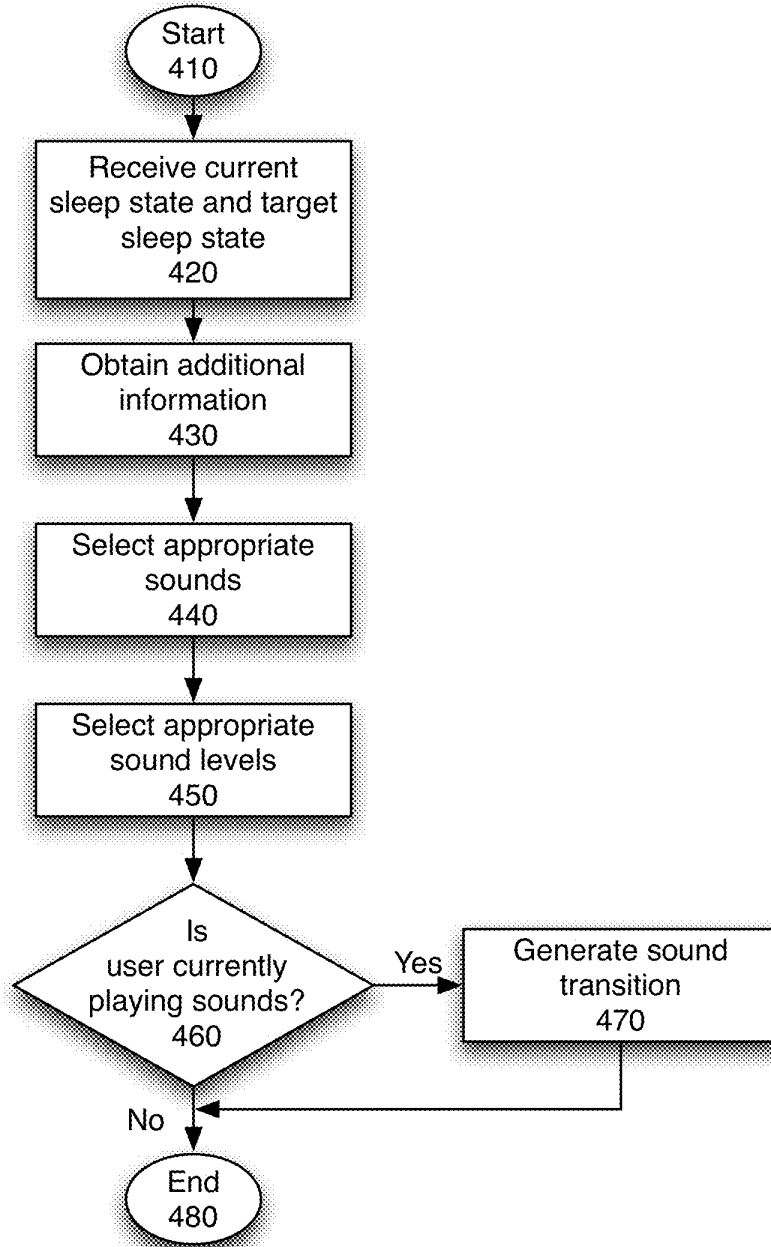 Start
410
Receive current
sleep state and target
sleep state
420
Obtain additional
information
430
Select appropriate
sounds
440
Select appropriate
sound levels
450
Is
user currently
playing sounds?
460
Yes
Generate sound
transition
470
No
End
480